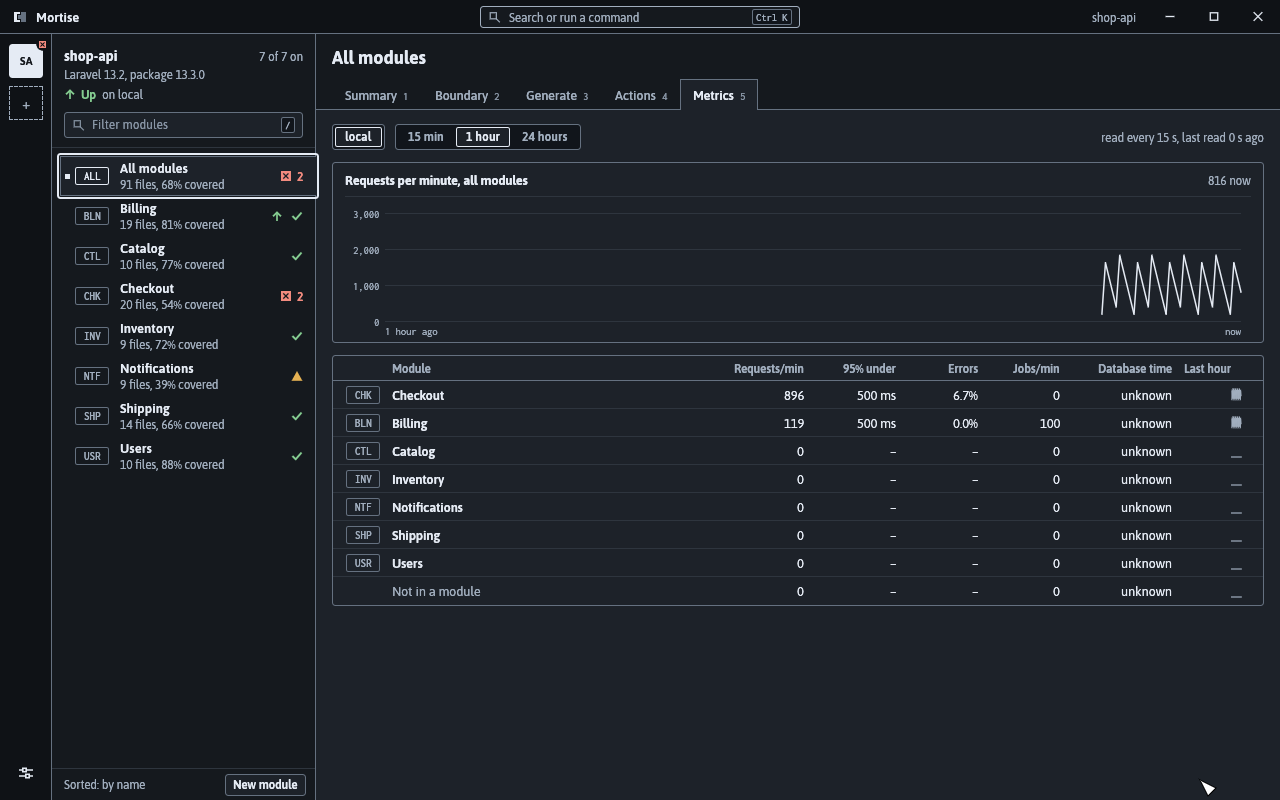 Mortise
Search or run a command
Ctrl K
shop-api
SA
+
shop-api
7 of 7 on
Laravel 13.2, package 13.3.0
Up on local
Filter modules
/
ALL
All modules
91 files, 68% covered
2
BLN
Billing
19 files, 81% covered
CTL
Catalog
10 files, 77% covered
CHK
Checkout
20 files, 54% covered
2
INV
Inventory
9 files, 72% covered
NTF
Notifications
9 files, 39% covered
SHP
Shipping
14 files, 66% covered
USR
Users
10 files, 88% covered
Sorted: by name
New module
All modules
Summary 1
Boundary 2
Generate 3
Actions 4
Metrics 5
local
15 min
1 hour
24 hours
read every 15 s, last read 0 s ago
Requests per minute, all modules
816 now
3,000
2,000
1,000
0
1 hour ago
now
Module Requests/min 95% under Errors Jobs/min Database time Last hour
CHK Checkout 896 500 ms 6.7% 0 unknown
BLN Billing 119 500 ms 0.0% 100 unknown
CTL Catalog 0 – – 0 unknown
INV Inventory 0 – – 0 unknown
NTF Notifications 0 – – 0 unknown
SHP Shipping 0 – – 0 unknown
USR Users 0 – – 0 unknown
Not in a module 0 – – 0 unknown